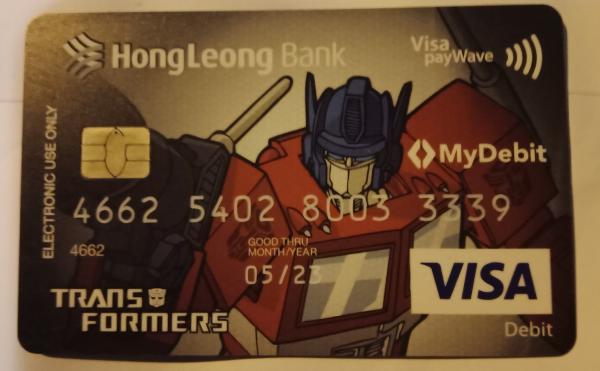 HongLeong Bank
Visa
payWave
ELECTRONIC USE ONLY
MyDebit
4662 5402 8003 3339
4662
GOOD THRU
MONTH/YEAR
05/23
TRANS
FORMERS
VISA
Debit